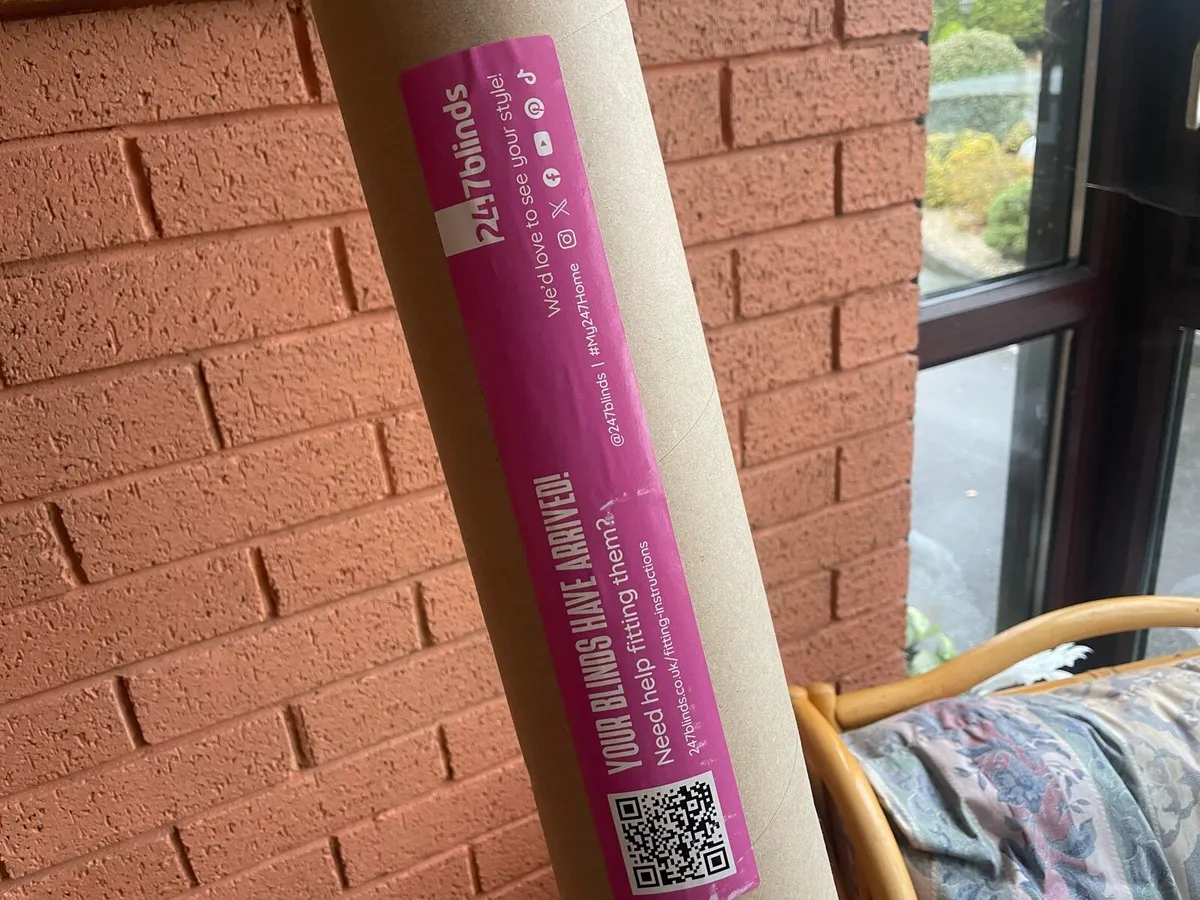 YOUR BLINDS HAVE ARRIVED!
Need help fitting them?
247blinds.co.uk/fitting-instructions
247blinds
We'd love to see your style!
@247blinds | #My247Home